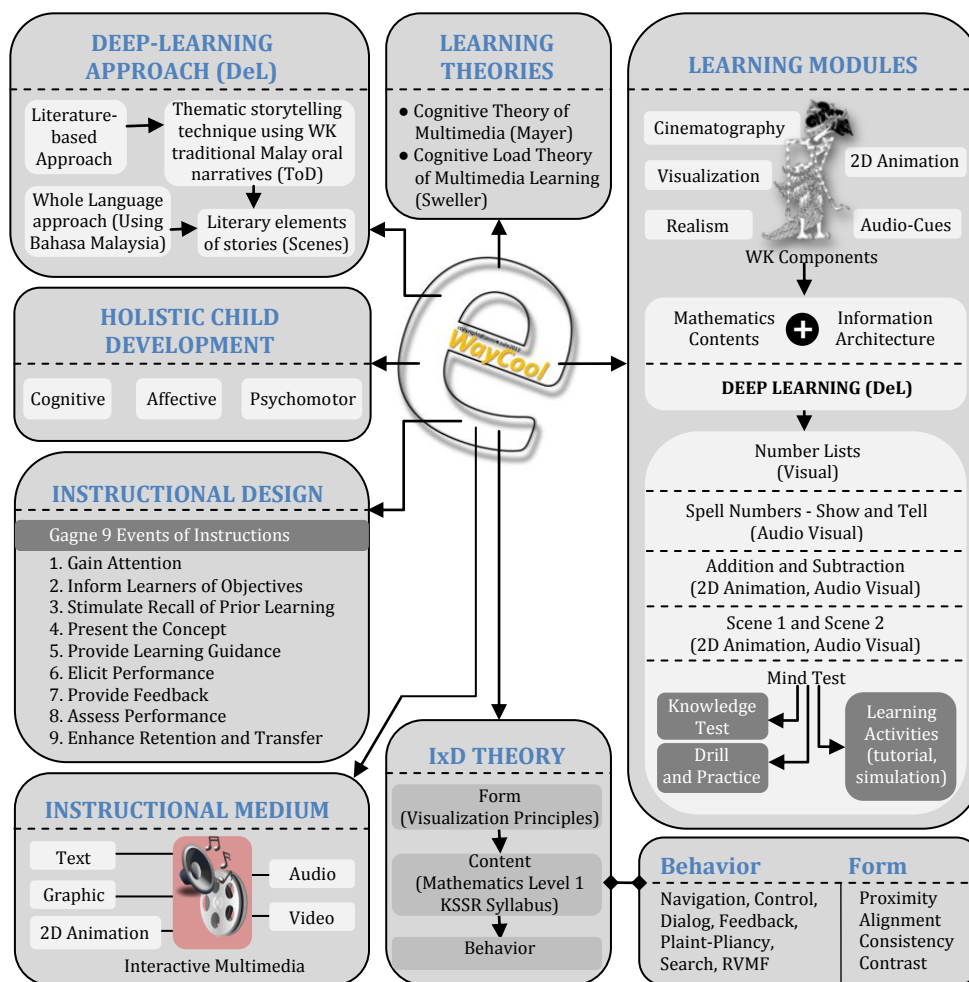 DEEP-LEARNING
APPROACH (DeL)
Literature-
based
Approach
Thematic storytelling
technique using WK
traditional Malay oral
narratives (ToD)
Whole Language
approach (Using
Bahasa Malaysia)
Literary elements
of stories (Scenes)
LEARNING
THEORIES
● Cognitive Theory of
Multimedia (Mayer)
● Cognitive Load Theory
of Multimedia Learning
(Sweller)
LEARNING MODULES
Cinematography
Visualization
Realism
2D Animation
Audio-Cues
WK Components
Mathematics
Contents
+
Information
Architecture
DEEP LEARNING (DeL)
Number Lists
(Visual)
Spell Numbers - Show and Tell
(Audio Visual)
Addition and Subtraction
(2D Animation, Audio Visual)
Scene 1 and Scene 2
(2D Animation, Audio Visual)
Mind Test
Knowledge
Test
Drill
and Practice
Learning
Activities
(tutorial,
simulation)
HOLISTIC CHILD
DEVELOPMENT
Cognitive
Affective
Psychomotor
e
WayCool
INSTRUCTIONAL DESIGN
Gagne 9 Events of Instructions
1. Gain Attention
2. Inform Learners of Objectives
3. Stimulate Recall of Prior Learning
4. Present the Concept
5. Provide Learning Guidance
6. Elicit Performance
7. Provide Feedback
8. Assess Performance
9. Enhance Retention and Transfer
INSTRUCTIONAL MEDIUM
Text
Graphic
2D Animation
Audio
Video
Interactive Multimedia
IxD THEORY
Form
(Visualization Principles)
Content
(Mathematics Level 1
KSSR Syllabus)
Behavior
Behavior
Navigation, Control,
Dialog, Feedback,
Plaint-Pliancy,
Search, RVMF
Form
Proximity
Alignment
Consistency
Contrast